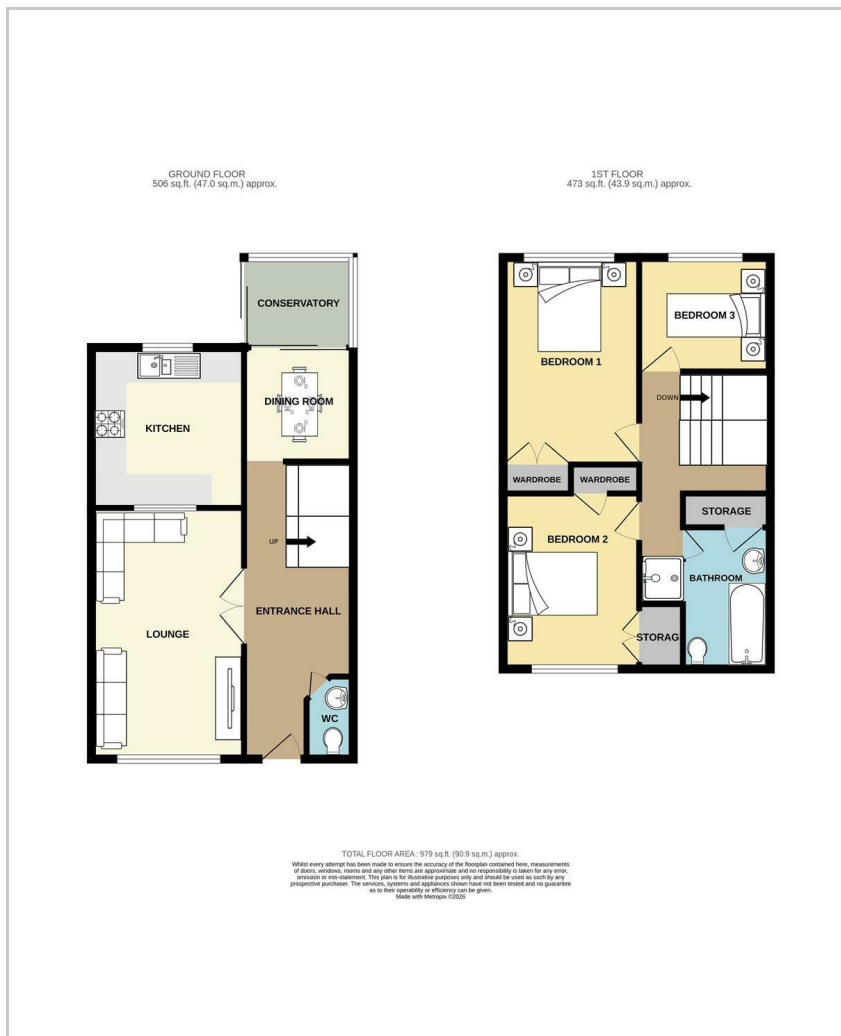 GROUND FLOOR
506 sq.ft. (47.0 sq.m.) approx.
1ST FLOOR
473 sq.ft. (43.9 sq.m.) approx.
CONSERVATORY
DINING ROOM
KITCHEN
UP
ENTRANCE HALL
LOUNGE
WC
BEDROOM 3
BEDROOM 1
DOWN
WARDROBE
WARDROBE
STORAGE
BEDROOM 2
BATHROOM
STORAG
TOTAL FLOOR AREA : 979 sq.ft. (90.9 sq.m.) approx.
Whilst every attempt has been made to ensure the accuracy of the floorplan contained here, measurements
of doors, windows, rooms and any other items are approximate and no responsibility is taken for any error,
omission or mis-statement. This plan is for illustrative purposes only and should be used as such by any
prospective purchaser. The services, systems and appliances shown have not been tested and no guarantee
as to their operability or efficiency can be given.
Made with Metropix ©2026